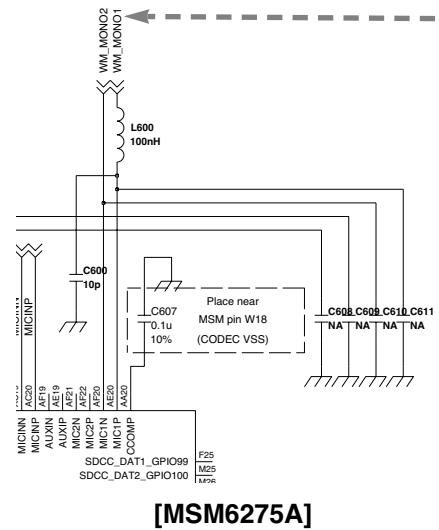 WM_MONO2
WM_MONO1
L600
100nH
C600
10p
C607
0.1u
10%
Place near
MSM pin W18
(CODEC VSS)
C608
NA
C609
NA
C610
NA
C611
NA
MICINP
AC20
AF19
AE19
AF21
AF22
AF20
AE20
AA20
MICINN
MICINP
AUXIN
AUXIP
MIC2N
MIC2P
MIC1N
MIC1P
CCOMP
SDCC_DAT1_GPIO99
SDCC_DAT2_GPIO100
F25
M25
[MSM6275A]